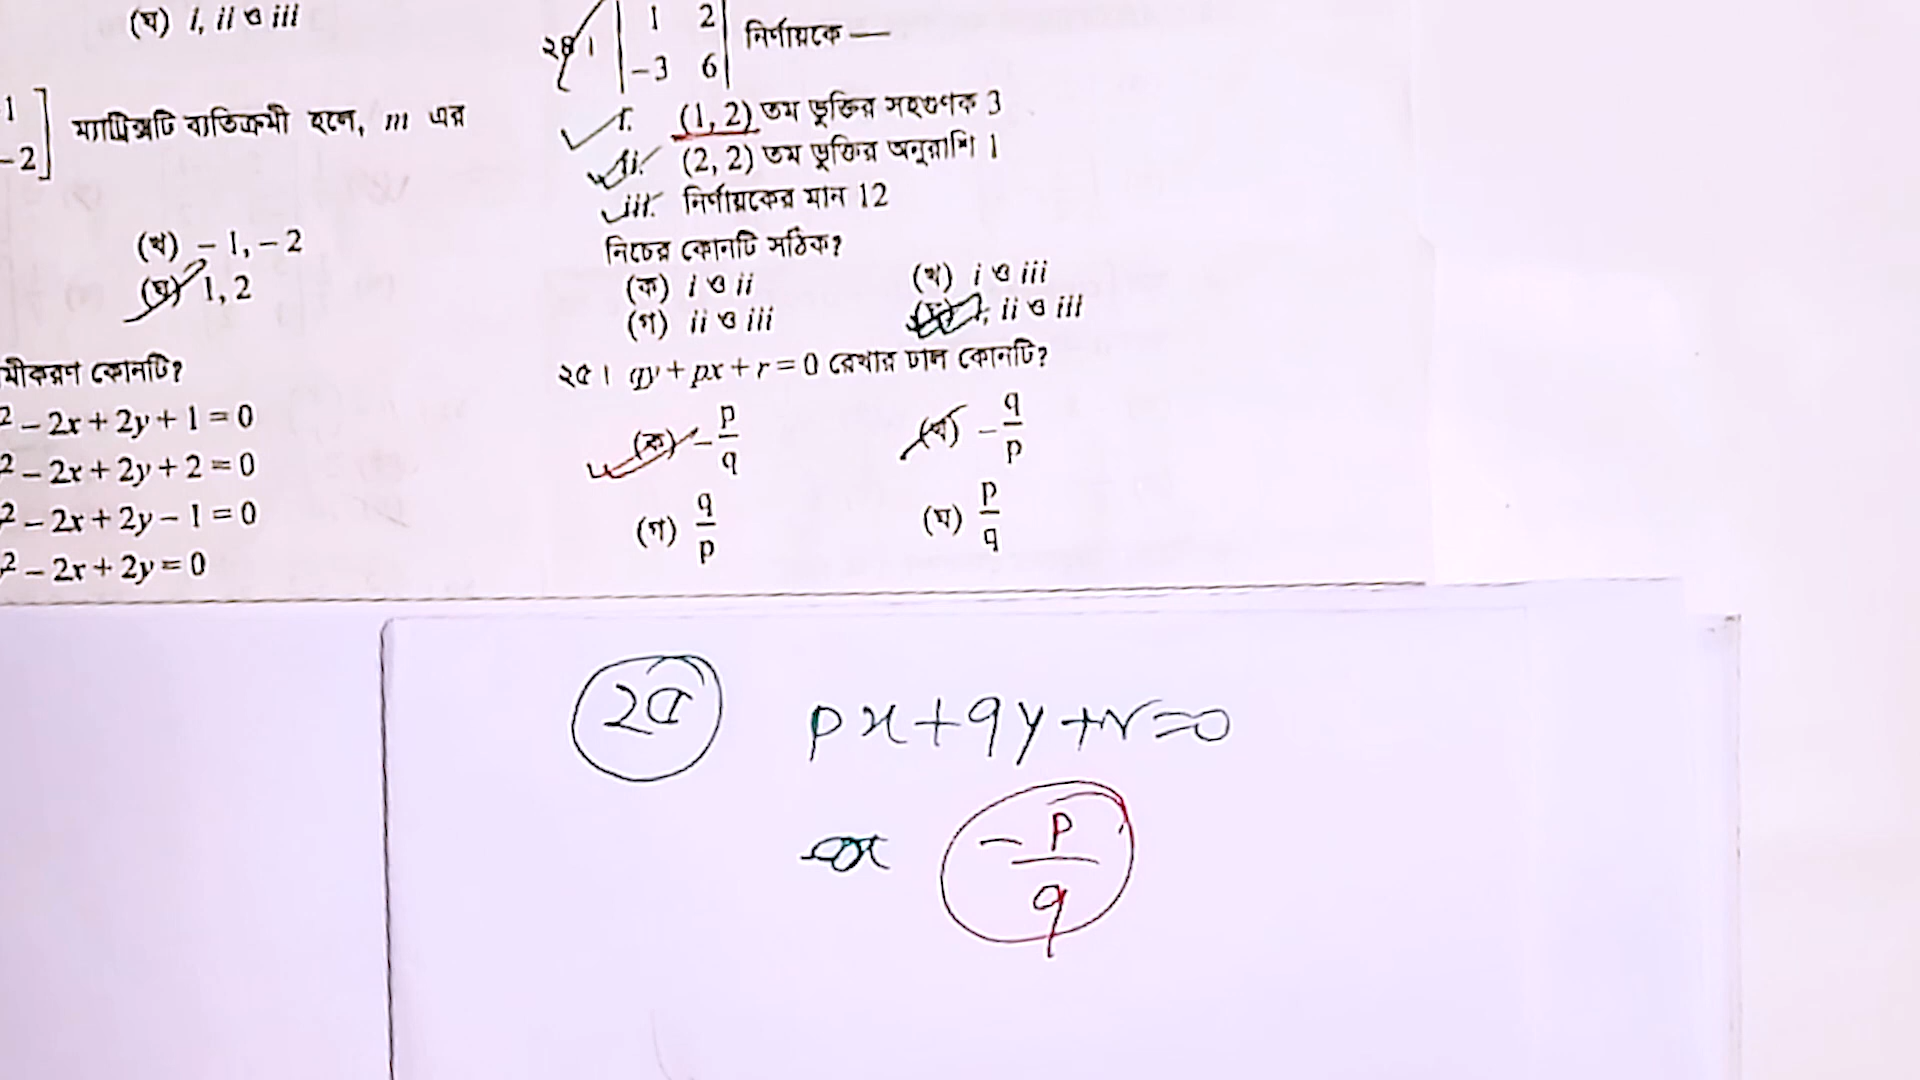 (ঘ) i, ii ও iii
1
-2] ম্যাট্রিক্সটি ব্যতিক্রমী হলে, m এর
(খ) – 1, – 2
(ঘ) 1, 2
মীকরণ কোনটি?
2 – 2x + 2y + 1 = 0
2 – 2x + 2y + 2 = 0
2 – 2x + 2y – 1 = 0
2 – 2x + 2y = 0
২৪। | 1 2 | নির্ণায়কে —
| –3 6 |
i. (1, 2) তম ভুক্তির সহগুণক 3
ii. (2, 2) তম ভুক্তির অনুরাশি 1
iii. নির্ণায়কের মান 12
নিচের কোনটি সঠিক?
(ক) i ও ii (খ) i ও iii
(গ) ii ও iii (ঘ) i, ii ও iii
২৫। qy + px + r = 0 রেখার ঢাল কোনটি?
(ক) – p/q (খ) – q/p
(গ) q/p (ঘ) p/q
২৫ px+qy+r=0
– p/q